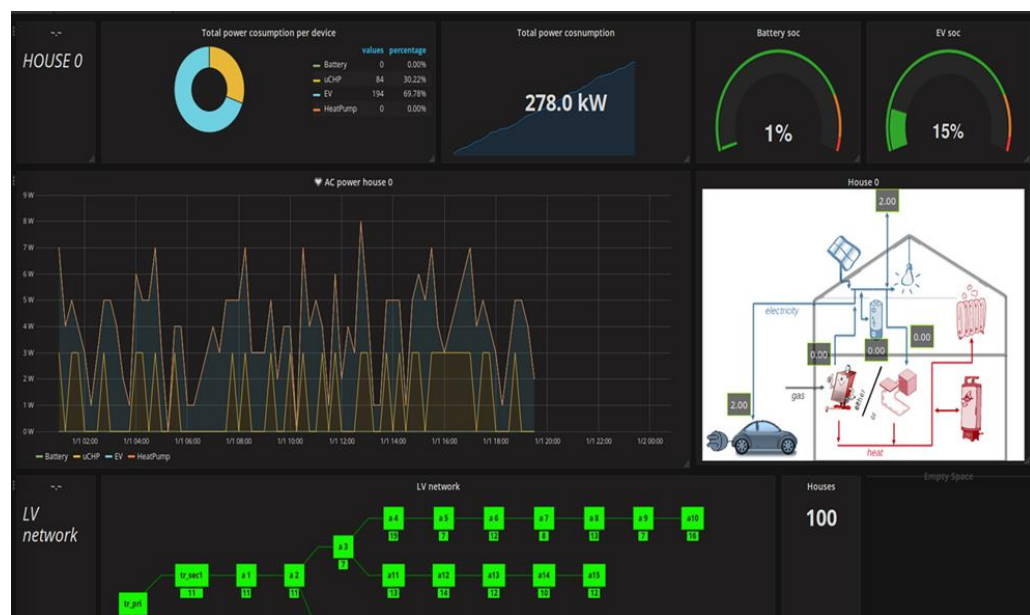 ~.~
HOUSE 0
Total power cosumption per device
values percentage
Battery 0 0.00%
uCHP 84 30.22%
EV 194 69.78%
HeatPump 0 0.00%
Total power cosnumption
278.0 kW
Battery soc
1%
EV soc
15%
AC power house 0
9 W
8 W
7 W
6 W
5 W
4 W
3 W
2 W
1 W
0 W
1/1 02:00 1/1 04:00 1/1 06:00 1/1 08:00 1/1 10:00 1/1 12:00 1/1 14:00 1/1 16:00 1/1 18:00 1/1 20:00 1/1 22:00 1/2 00:00
Battery uCHP EV HeatPump
House 0
2.00
electricity
0.00
0.00
0.00
2.00
gas
either
or
heat
~.~
LV
network
LV network
a 4 a 5 a 6 a 7 a 8 a 9 a10
19 7 12 8 13 7 16
a 3
7
tr_sec1 a 1 a 2
11 11 11
a11 a12 a13 a14 a15
13 14 12 10 12
tr_pri
Houses
100
Empty Space